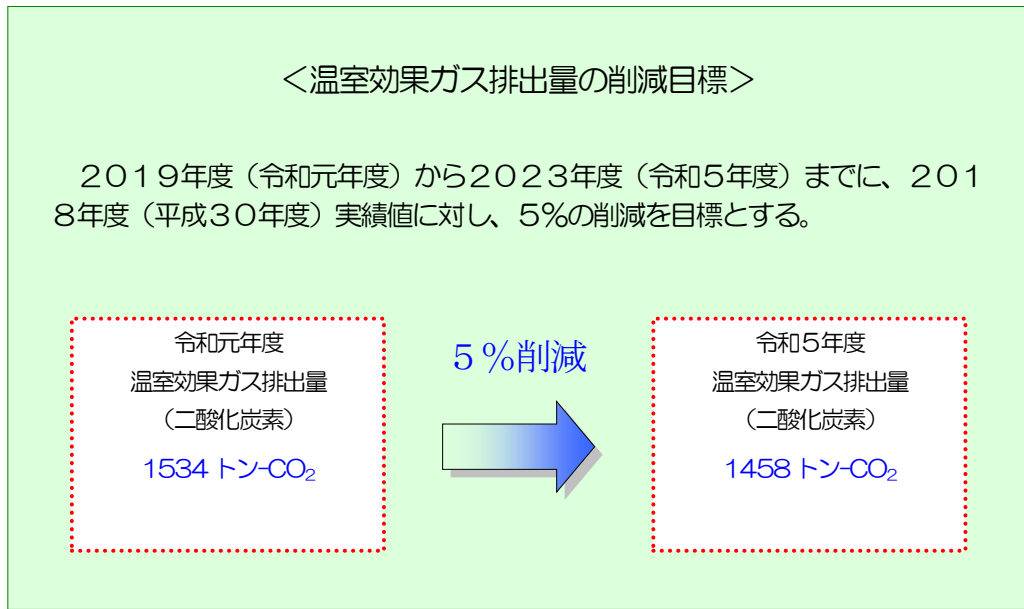 ＜温室効果ガス排出量の削減目標＞
２０１９年度（令和元年度）から２０２３年度（令和５年度）までに、２０１
８年度（平成３０年度）実績値に対し、５％の削減を目標とする。
令和元年度
温室効果ガス排出量
（二酸化炭素）
1534 トン-CO₂
５％削減
令和５年度
温室効果ガス排出量
（二酸化炭素）
1458 トン-CO₂